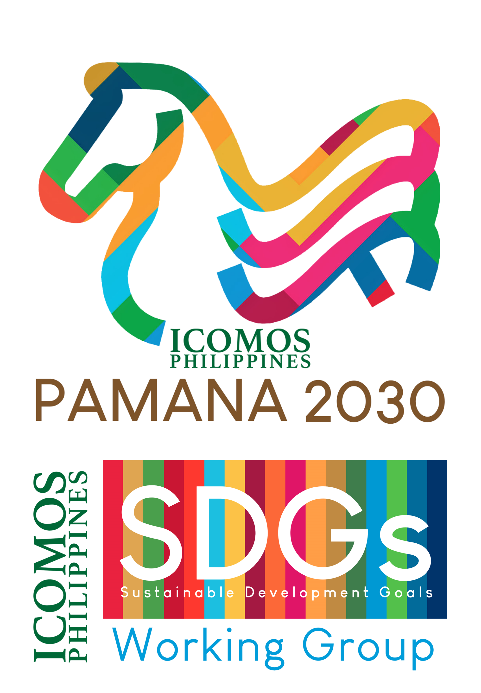 ICOMOS
PHILIPPINES
PAMANA 2030
ICOMOS
PHILIPPINES
SDGs
Sustainable Development Goals
Working Group